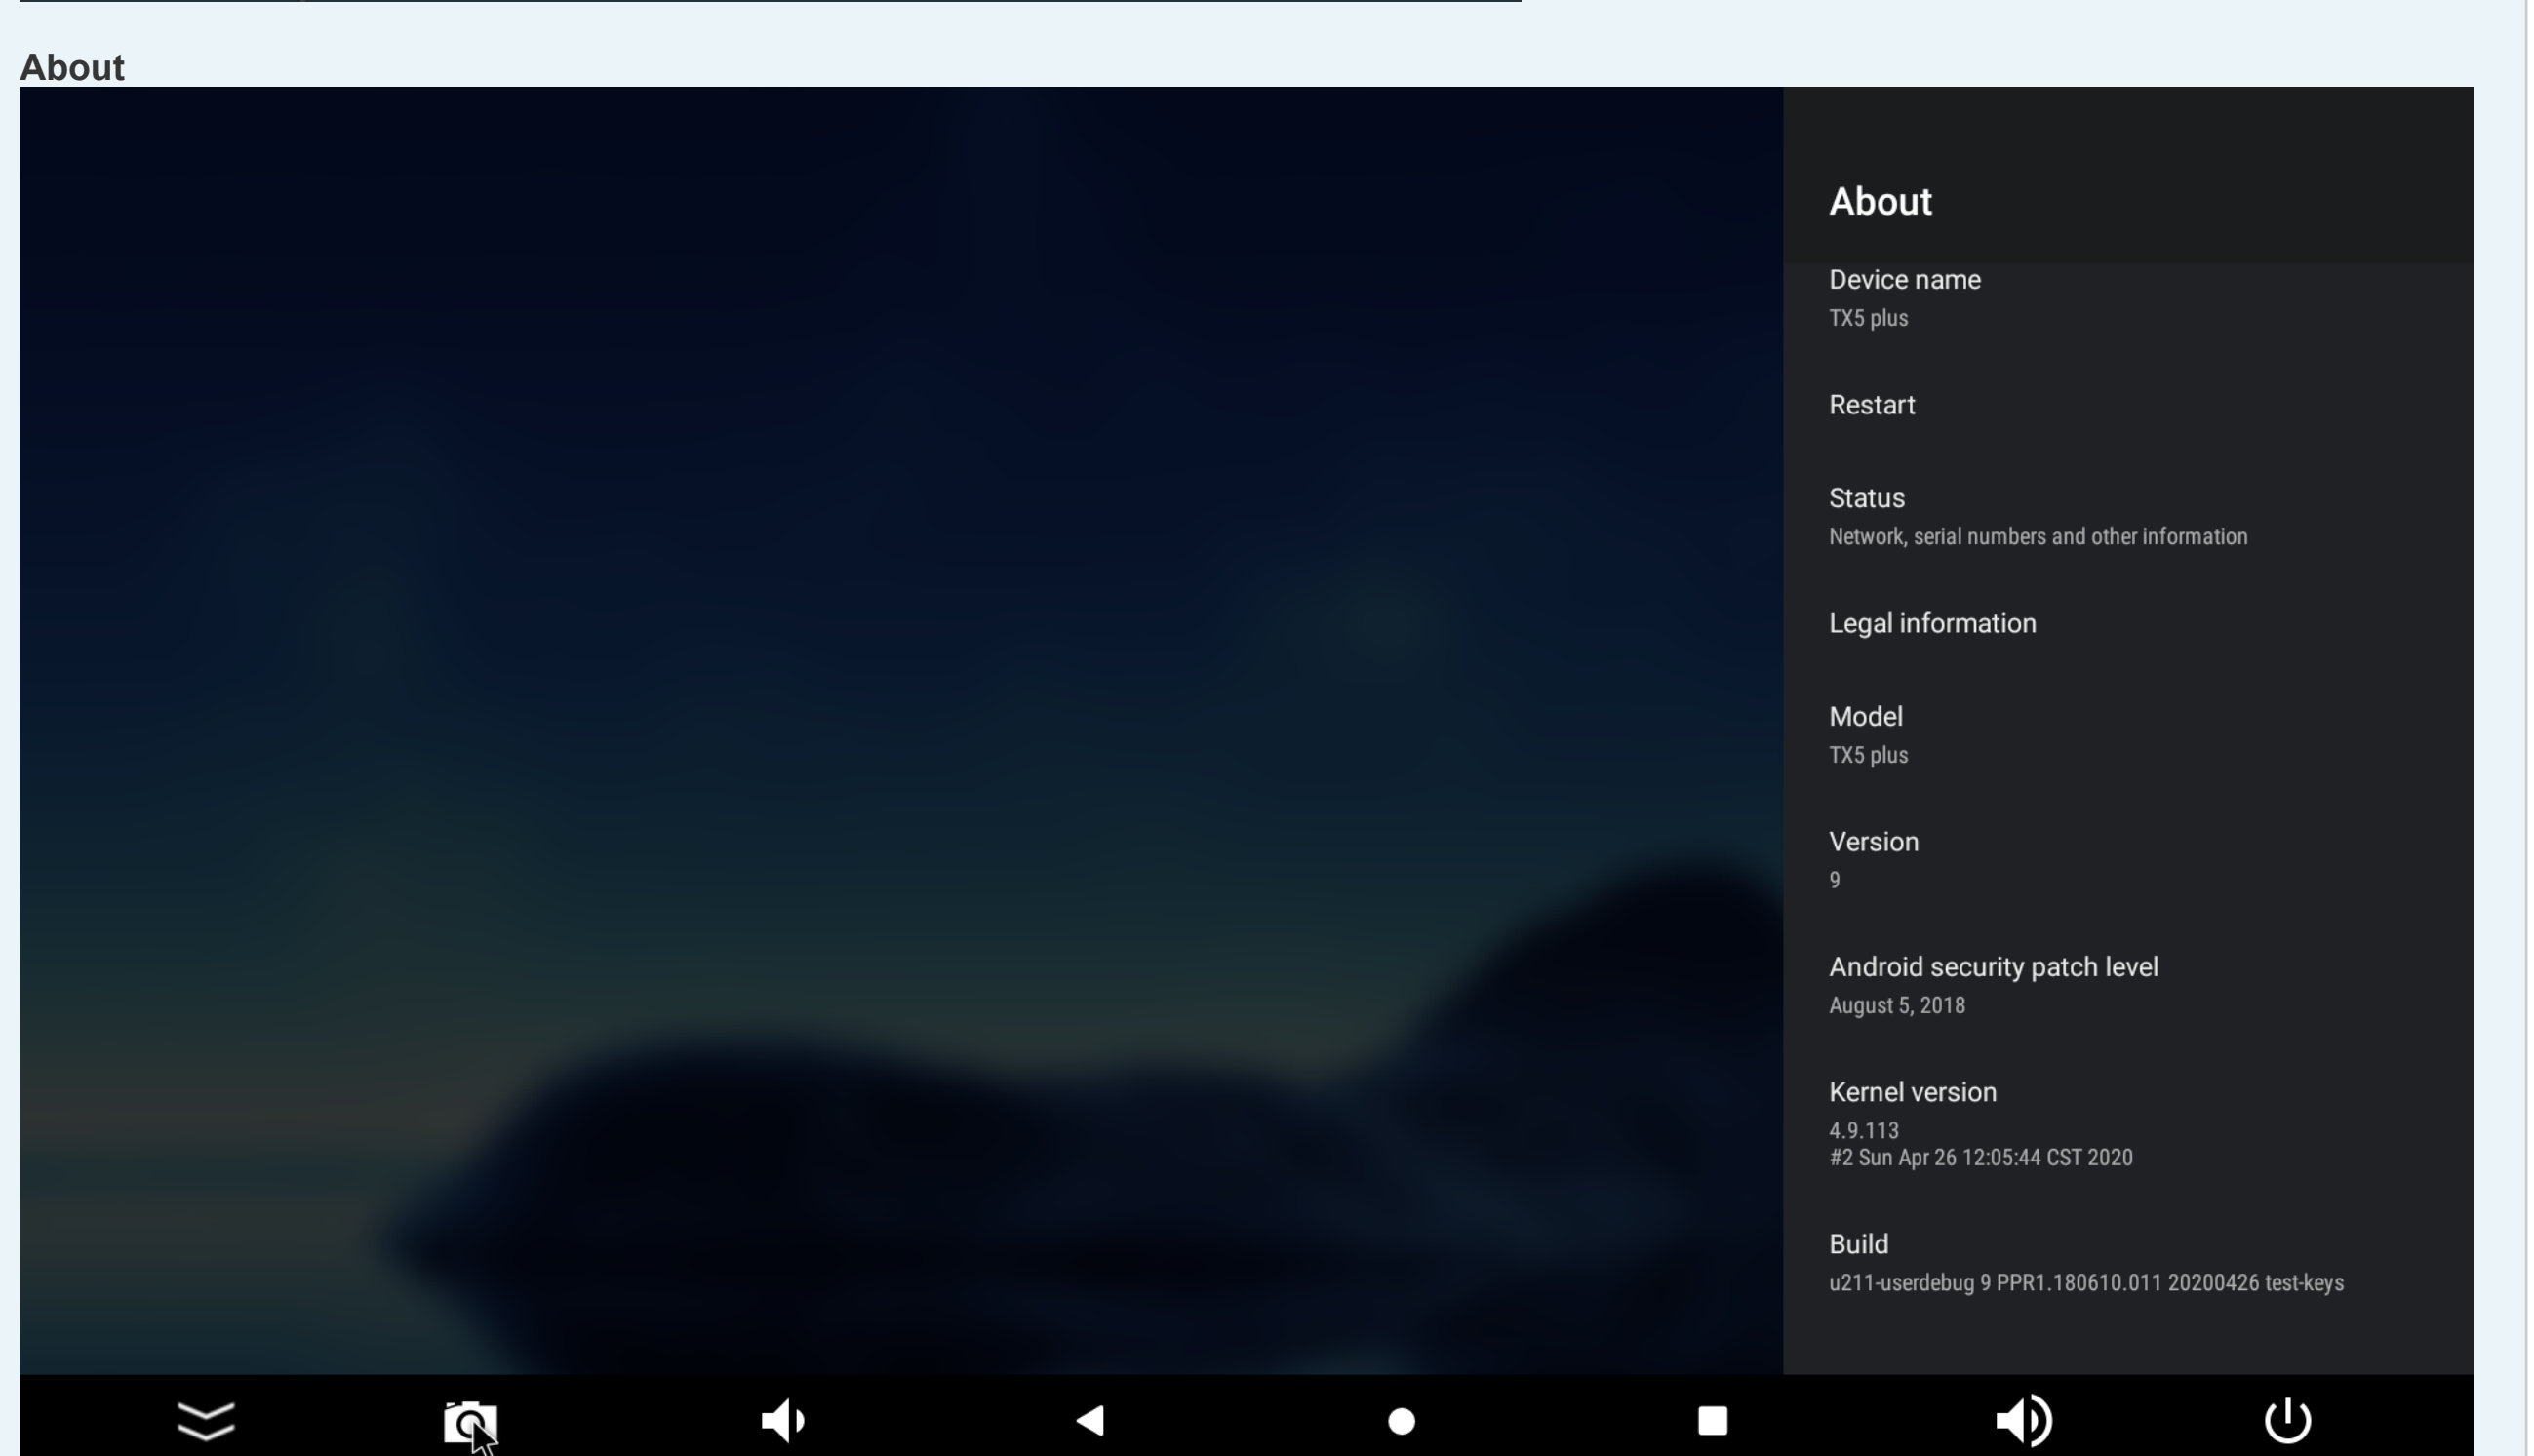 About
About
Device name
TX5 plus
Restart
Status
Network, serial numbers and other information
Legal information
Model
TX5 plus
Version
9
Android security patch level
August 5, 2018
Kernel version
4.9.113
#2 Sun Apr 26 12:05:44 CST 2020
Build
u211-userdebug 9 PPR1.180610.011 20200426 test-keys